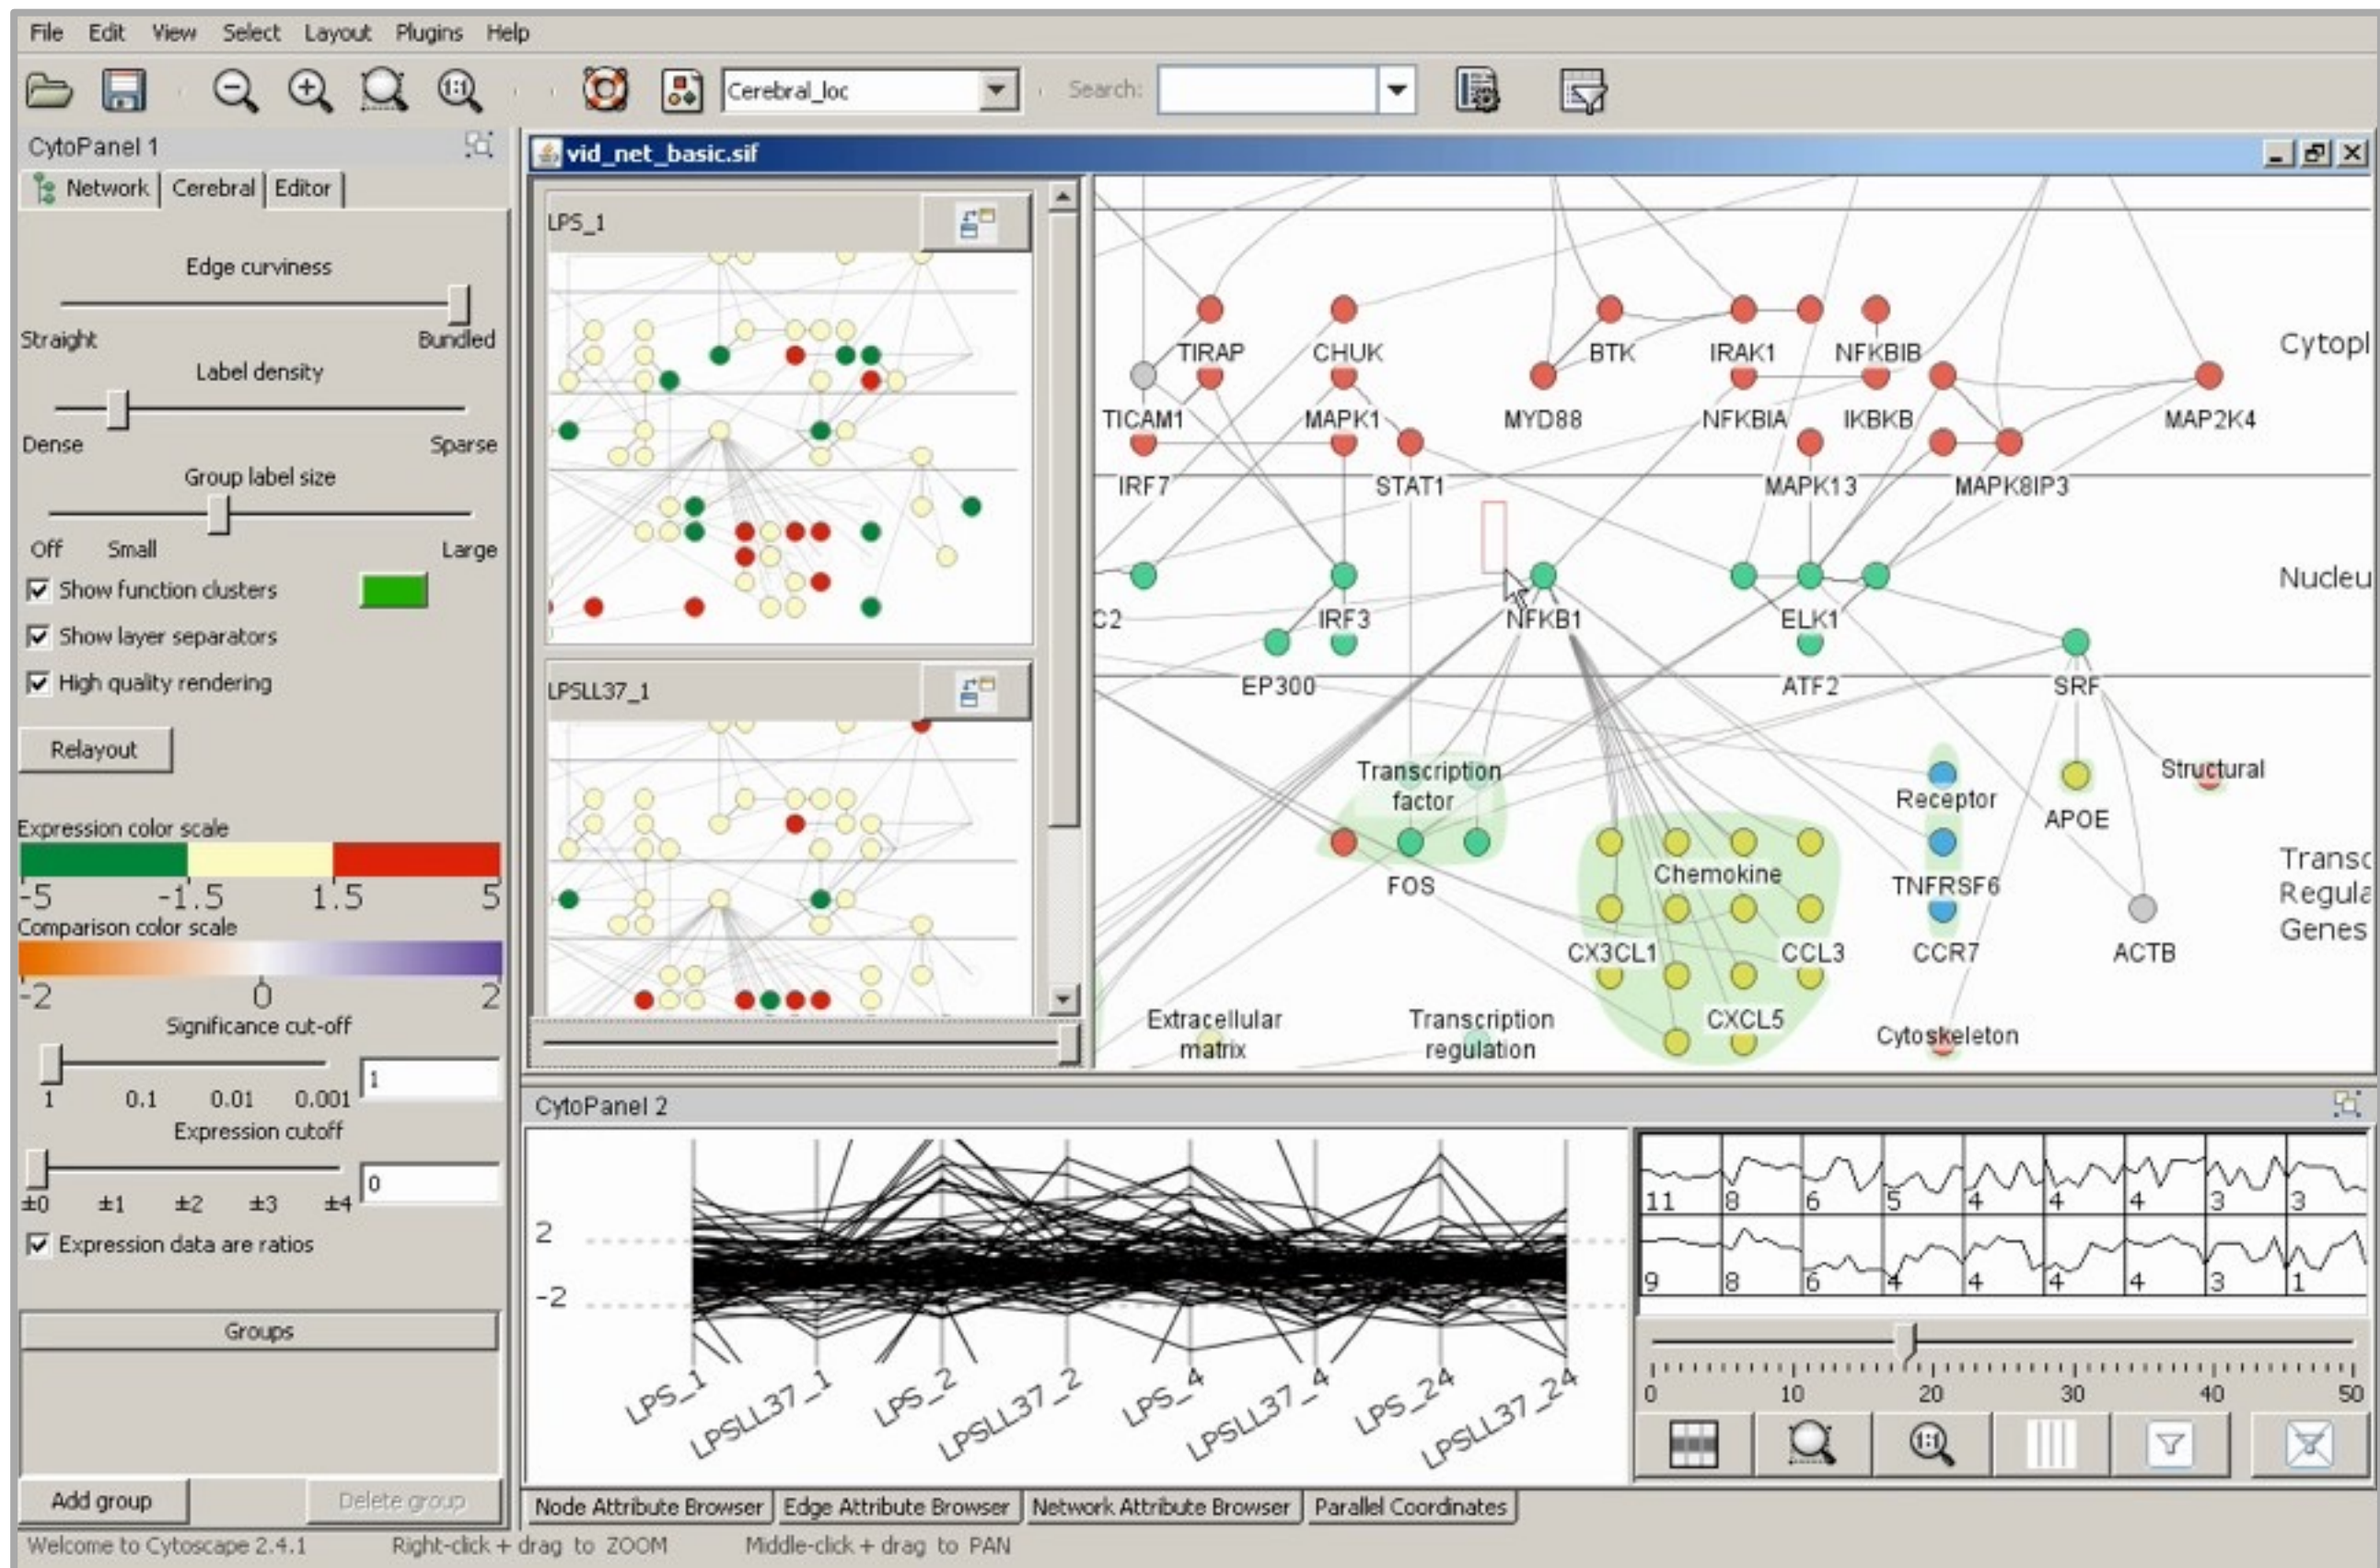 File Edit View Select Layout Plugins Help
Cerebral_loc Search:
CytoPanel 1
Network Cerebral Editor
Edge curviness
Straight Bundled
Label density
Dense Sparse
Group label size
Off Small Large
Show function clusters
Show layer separators
High quality rendering
Relayout
Expression color scale
-5 -1.5 1.5 5
Comparison color scale
-2 0 2
Significance cut-off
1
1 0.1 0.01 0.001
Expression cutoff
0
±0 ±1 ±2 ±3 ±4
Expression data are ratios
Groups
Add group Delete group
vid_net_basic.sif
LPS_1
LPSLL37_1
TIRAP CHUK BTK IRAK1 NFKBIB
Cytopl
TICAM1 MAPK1 MYD88 NFKBIA IKBKB MAP2K4
IRF7 STAT1 MAPK13 MAPK8IP3
Nucleu
C2 IRF3 NFKB1 ELK1
EP300 ATF2 SRF
Transcription
factor
Receptor
Structural
APOE
FOS Chemokine TNFRSF6
Transc
Regula
Genes
CX3CL1 CCL3 CCR7 ACTB
Extracellular
matrix
Transcription
regulation
CXCL5
Cytoskeleton
CytoPanel 2
2
-2
LPS_1 LPSLL37_1 LPS_2 LPSLL37_2 LPS_4 LPSLL37_4 LPS_24 LPSLL37_24
11 8 6 5 4 4 4 3 3
9 8 6 4 4 4 4 3 1
0 10 20 30 40 50
1:1
Node Attribute Browser Edge Attribute Browser Network Attribute Browser Parallel Coordinates
Welcome to Cytoscape 2.4.1 Right-click + drag to ZOOM Middle-click + drag to PAN